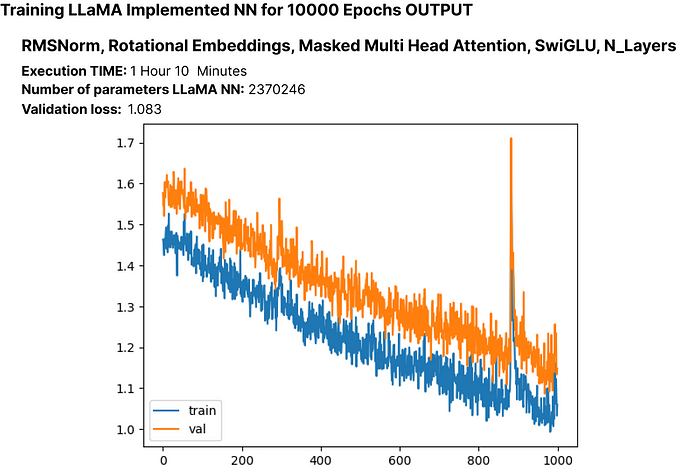 Training LLaMA Implemented NN for 10000 Epochs OUTPUT
RMSNorm, Rotational Embeddings, Masked Multi Head Attention, SwiGLU, N_Layers
Execution TIME: 1 Hour 10 Minutes
Number of parameters LLaMA NN: 2370246
Validation loss: 1.083
1.7
1.6
1.5
1.4
1.3
1.2
1.1
1.0
train
val
0 200 400 600 800 1000